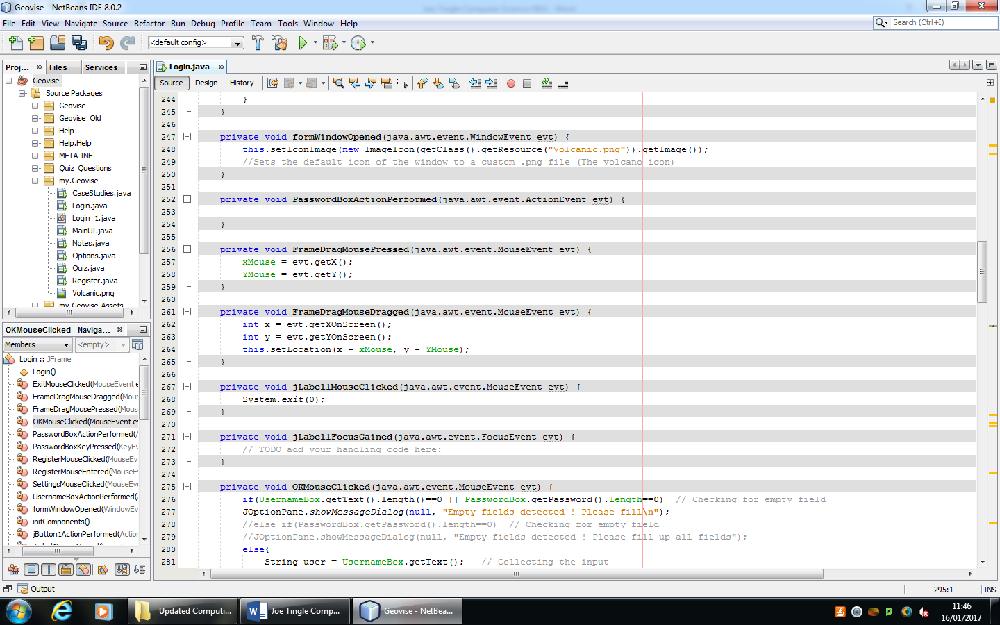 Geovise - NetBeans IDE 8.0.2
File Edit View Navigate Source Refactor Run Debug Profile Team Tools Window Help
Search (Ctrl+I)
<default config>
Proj... Files Services
Geovise
Source Packages
Geovise
Geovise_Old
Help
Help.Help
META-INF
Quiz_Questions
my.Geovise
CaseStudies.java
Login.java
Login_1.java
MainUI.java
Notes.java
Options.java
Quiz.java
Register.java
Volcanic.png
my.Geovise.Assets
OKMouseClicked - Naviga...
Members <empty>
Login :: JFrame
Login()
ExitMouseClicked(MouseEvent e
FrameDragMouseDragged(Mous
FrameDragMousePressed(Mous
OKMouseClicked(MouseEvent ev
PasswordBoxActionPerformed(A
PasswordBoxKeyPressed(KeyEv
RegisterMouseClicked(MouseEv
RegisterMouseEntered(MouseE
SettingsMouseClicked(MouseEv
UsernameBoxActionPerformed(
formWindowOpened(WindowEv
initComponents()
jButton1ActionPerformed(Action
Login.java
Source Design History
244 }
245 }
246
247 private void formWindowOpened(java.awt.event.WindowEvent evt) {
248 this.setIconImage(new ImageIcon(getClass().getResource("Volcanic.png")).getImage());
249 //Sets the default icon of the window to a custom .png file (The volcano icon)
250 }
251
252 private void PasswordBoxActionPerformed(java.awt.event.ActionEvent evt) {
253
254 }
255
256 private void FrameDragMousePressed(java.awt.event.MouseEvent evt) {
257 xMouse = evt.getX();
258 YMouse = evt.getY();
259 }
260
261 private void FrameDragMouseDragged(java.awt.event.MouseEvent evt) {
262 int x = evt.getXOnScreen();
263 int y = evt.getYOnScreen();
264 this.setLocation(x - xMouse, y - YMouse);
265 }
266
267 private void jLabel1MouseClicked(java.awt.event.MouseEvent evt) {
268 System.exit(0);
269 }
270
271 private void jLabel1FocusGained(java.awt.event.FocusEvent evt) {
272 // TODO add your handling code here:
273 }
274
275 private void OKMouseClicked(java.awt.event.MouseEvent evt) {
276 if(UsernameBox.getText().length()==0 || PasswordBox.getPassword().length==0) // Checking for empty field
277 JOptionPane.showMessageDialog(null, "Empty fields detected ! Please fill\n");
278 //else if(PasswordBox.getPassword().length==0) // Checking for empty field
279 //JOptionPane.showMessageDialog(null, "Empty fields detected ! Please fill up all fields");
280 else{
281 String user = UsernameBox.getText(); // Collecting the input
Output
295:1 INS
Updated Computi...
Joe Tingle Comp...
Geovise - NetBea...
11:46
16/01/2017